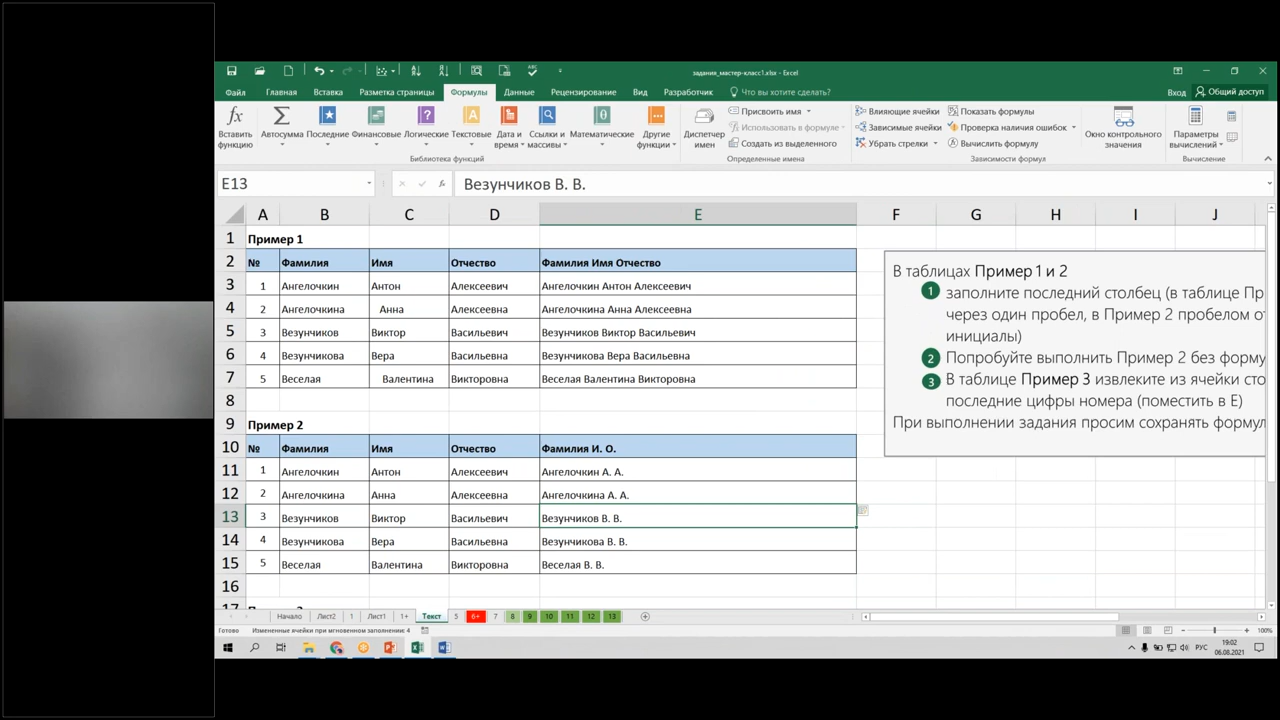 задания_мастер-класс1.xlsx - Excel
Файл Главная Вставка Разметка страницы Формулы Данные Рецензирование Вид Разработчик Что вы хотите сделать? Вход Общий доступ
Вставить функцию
Автосумма
Последние
Финансовые
Логические
Текстовые
Дата и время
Ссылки и массивы
Математические
Другие функции
Библиотека функций
Диспетчер имен
Присвоить имя
Использовать в формуле
Создать из выделенного
Определенные имена
Влияющие ячейки
Зависимые ячейки
Убрать стрелки
Показать формулы
Проверка наличия ошибок
Вычислить формулу
Зависимости формул
Окно контрольного значения
Параметры вычислений
Вычисление
E13 fx Везунчиков В. В.
A B C D E F G H I J
1 Пример 1
2 № Фамилия Имя Отчество Фамилия Имя Отчество
3 1 Ангелочкин Антон Алексеевич Ангелочкин Антон Алексеевич
4 2 Ангелочкина Анна Алексеевна Ангелочкина Анна Алексеевна
5 3 Везунчиков Виктор Васильевич Везунчиков Виктор Васильевич
6 4 Везунчикова Вера Васильевна Везунчикова Вера Васильевна
7 5 Веселая Валентина Викторовна Веселая Валентина Викторовна
8
9 Пример 2
10 № Фамилия Имя Отчество Фамилия И. О.
11 1 Ангелочкин Антон Алексеевич Ангелочкин А. А.
12 2 Ангелочкина Анна Алексеевна Ангелочкина А. А.
13 3 Везунчиков Виктор Васильевич Везунчиков В. В.
14 4 Везунчикова Вера Васильевна Везунчикова В. В.
15 5 Веселая Валентина Викторовна Веселая В. В.
16
17
В таблицах Пример 1 и 2
1 заполните последний столбец (в таблице Пр
через один пробел, в Пример 2 пробелом от
инициалы)
2 Попробуйте выполнить Пример 2 без форму
3 В таблице Пример 3 извлеките из ячейки сто
последние цифры номера (поместить в Е)
При выполнении задания просим сохранять формул
Начало Лист2 1 Лист1 1+ Текст 5 6+ 7 8 9 10 11 12 13
Готово Измененные ячейки при мгновенном заполнении: 4 100%
РУС 19:02
06.08.2021